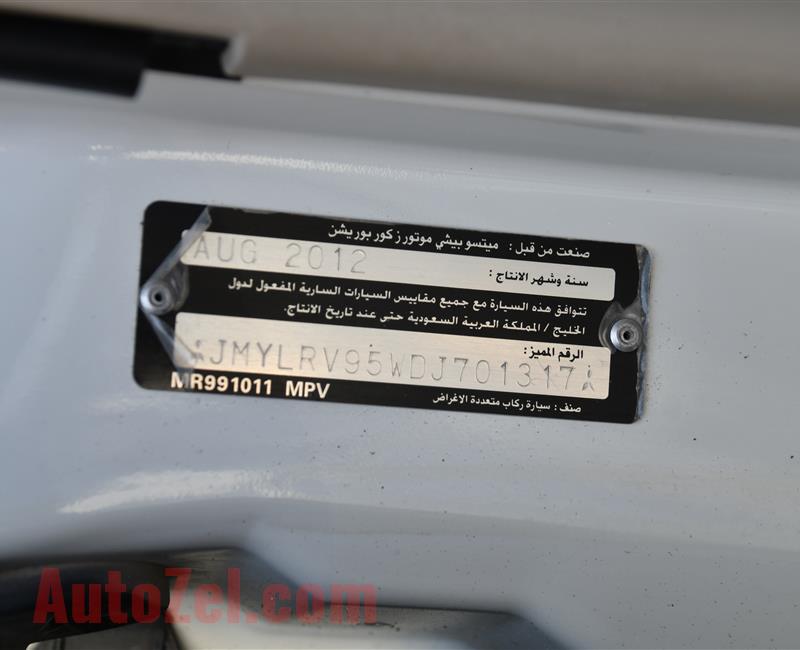 صنعت من قبل : ميتسو بيشي موتورز كور بوريشن
سنة وشهر الانتاج :
AUG 2012
تتوافق هذه السيارة مع جميع مقاييس السيارات السارية المفعول لدول
الخليج / المملكة العربية السعودية حتى عند تاريخ الانتاج.
الرقم المميز :
JMYLRV95WDJ701317
MR991011 MPV
صنف : سيارة ركاب متعددة الاغراض
AutoZel.com